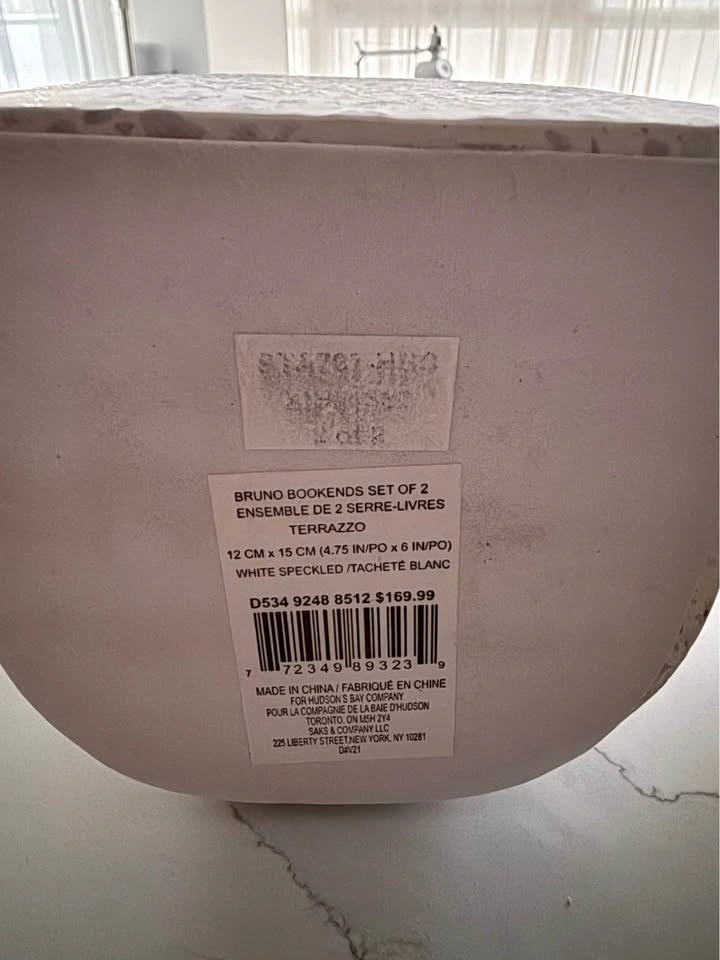 BRUNO BOOKENDS SET OF 2
ENSEMBLE DE 2 SERRE-LIVRES
TERRAZZO
12 CM x 15 CM (4.75 IN/PO x 6 IN/PO)
WHITE SPECKLED /TACHETÉ BLANC
D534 9248 8512 $169.99
7 72349 89323 9
MADE IN CHINA / FABRIQUÉ EN CHINE
FOR HUDSON'S BAY COMPANY
POUR LA COMPAGNIE DE LA BAIE D'HUDSON
TORONTO, ON M5H 2Y4
SAKS & COMPANY LLC
225 LIBERTY STREET,NEW YORK, NY 10281
D#V21